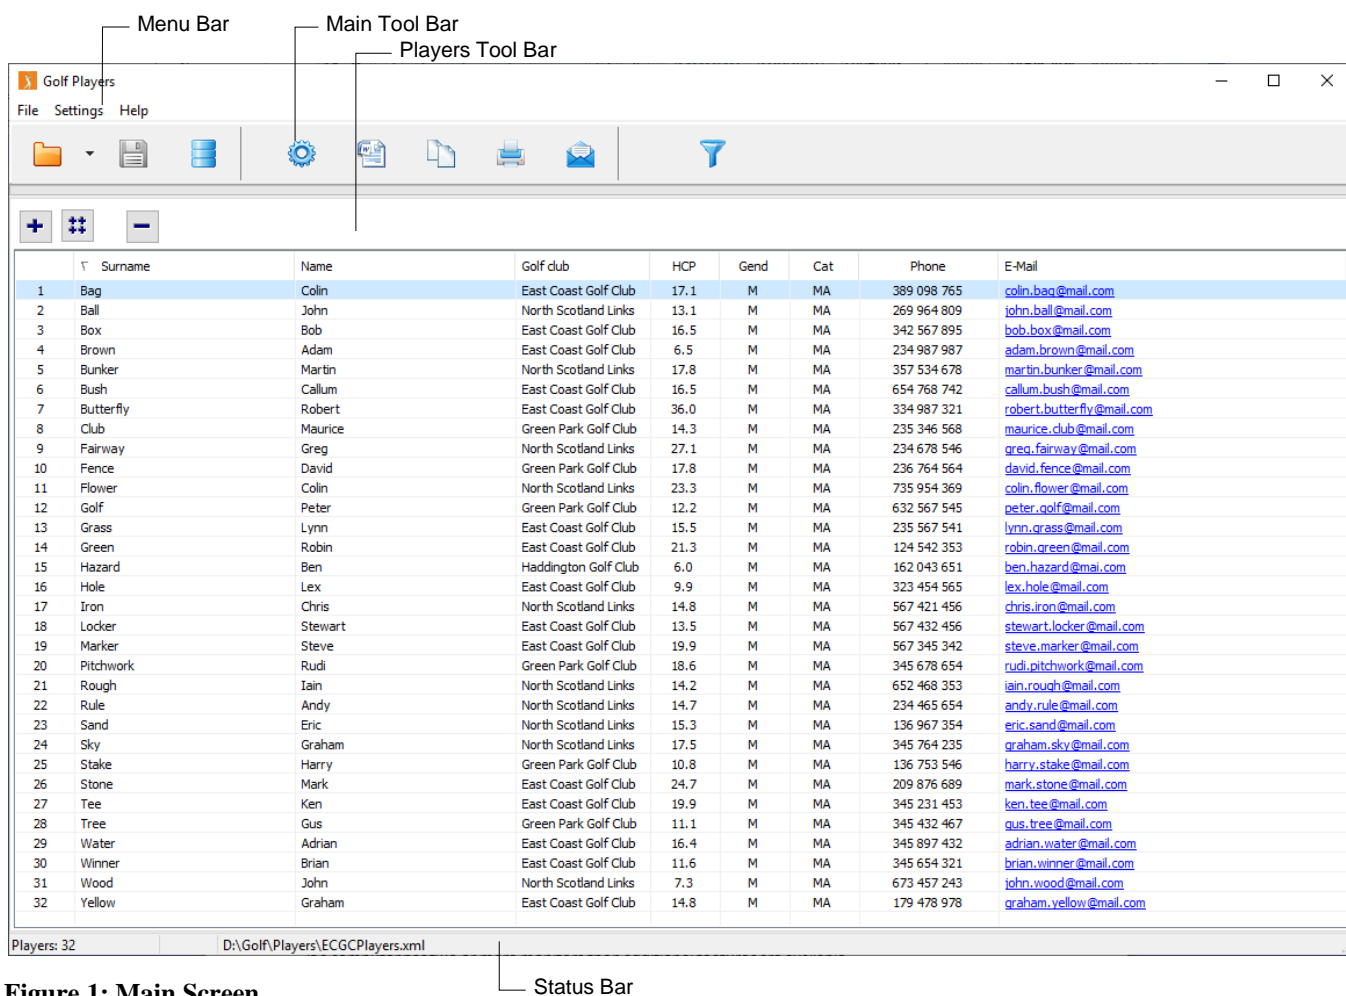 Menu Bar
Main Tool Bar
Players Tool Bar
Golf Players
File Settings Help
Surname Name Golf club HCP Gend Cat Phone E-Mail
1 Bag Colin East Coast Golf Club 17.1 M MA 389 098 765 colin.bag@mail.com
2 Ball John North Scotland Links 13.1 M MA 269 964 809 john.ball@mail.com
3 Box Bob East Coast Golf Club 16.5 M MA 342 567 895 bob.box@mail.com
4 Brown Adam East Coast Golf Club 6.5 M MA 234 987 987 adam.brown@mail.com
5 Bunker Martin North Scotland Links 17.8 M MA 357 534 678 martin.bunker@mail.com
6 Bush Callum East Coast Golf Club 16.5 M MA 654 768 742 callum.bush@mail.com
7 Butterfly Robert East Coast Golf Club 36.0 M MA 334 987 321 robert.butterfly@mail.com
8 Club Maurice Green Park Golf Club 14.3 M MA 235 346 568 maurice.club@mail.com
9 Fairway Greg North Scotland Links 27.1 M MA 234 678 546 greg.fairway@mail.com
10 Fence David Green Park Golf Club 17.8 M MA 236 764 564 david.fence@mail.com
11 Flower Colin North Scotland Links 23.3 M MA 735 954 369 colin.flower@mail.com
12 Golf Peter Green Park Golf Club 12.2 M MA 632 567 545 peter.golf@mail.com
13 Grass Lynn East Coast Golf Club 15.5 M MA 235 567 541 lynn.grass@mail.com
14 Green Robin East Coast Golf Club 21.3 M MA 124 542 353 robin.green@mail.com
15 Hazard Ben Haddington Golf Club 6.0 M MA 162 043 651 ben.hazard@mai.com
16 Hole Lex East Coast Golf Club 9.9 M MA 323 454 565 lex.hole@mail.com
17 Iron Chris North Scotland Links 14.8 M MA 567 421 456 chris.iron@mail.com
18 Locker Stewart East Coast Golf Club 13.5 M MA 567 432 456 stewart.locker@mail.com
19 Marker Steve East Coast Golf Club 19.9 M MA 567 345 342 steve.marker@mail.com
20 Pitchwork Rudi Green Park Golf Club 18.6 M MA 345 678 654 rudi.pitchwork@mail.com
21 Rough Iain North Scotland Links 14.2 M MA 652 468 353 iain.rough@mail.com
22 Rule Andy North Scotland Links 14.7 M MA 234 465 654 andy.rule@mail.com
23 Sand Eric North Scotland Links 15.3 M MA 136 967 354 eric.sand@mail.com
24 Sky Graham North Scotland Links 17.5 M MA 345 764 235 graham.sky@mail.com
25 Stake Harry Green Park Golf Club 10.8 M MA 136 753 546 harry.stake@mail.com
26 Stone Mark East Coast Golf Club 24.7 M MA 209 876 689 mark.stone@mail.com
27 Tee Ken East Coast Golf Club 19.9 M MA 345 231 453 ken.tee@mail.com
28 Tree Gus Green Park Golf Club 11.1 M MA 345 432 467 gus.tree@mail.com
29 Water Adrian East Coast Golf Club 16.4 M MA 345 897 432 adrian.water@mail.com
30 Winner Brian East Coast Golf Club 11.6 M MA 345 654 321 brian.winner@mail.com
31 Wood John North Scotland Links 7.3 M MA 673 457 243 john.wood@mail.com
32 Yellow Graham East Coast Golf Club 14.8 M MA 179 478 978 graham.yellow@mail.com
Players: 32 D:\Golf\Players\ECGCPlayers.xml
Status Bar
Figure 1: Main Screen